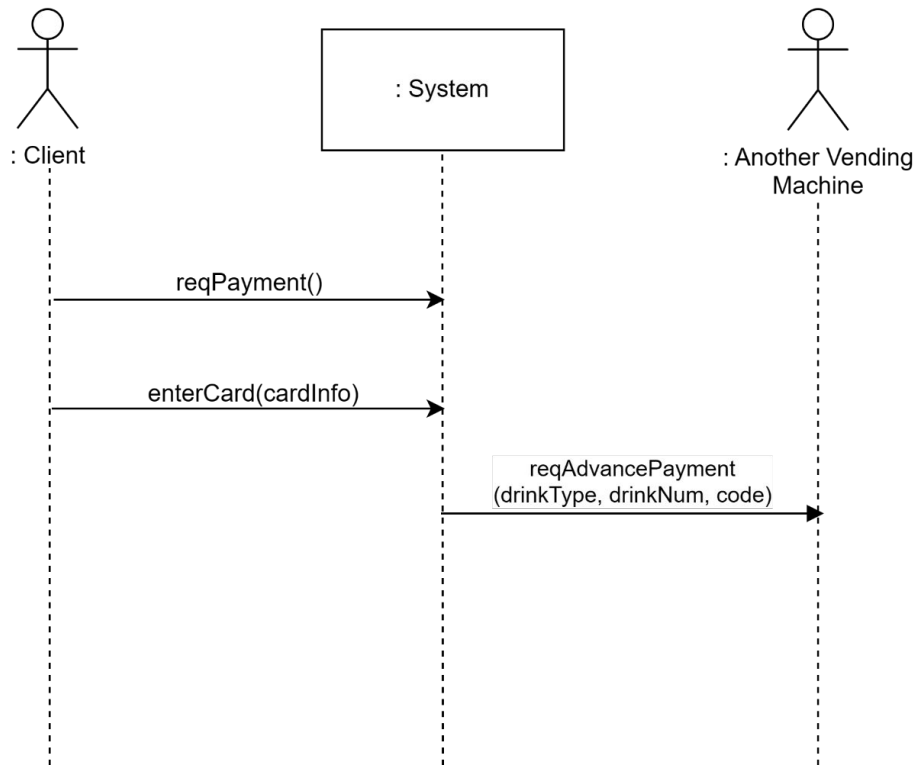 : System
: Client
: Another Vending
Machine
reqPayment()
enterCard(cardInfo)
reqAdvancePayment
(drinkType, drinkNum, code)